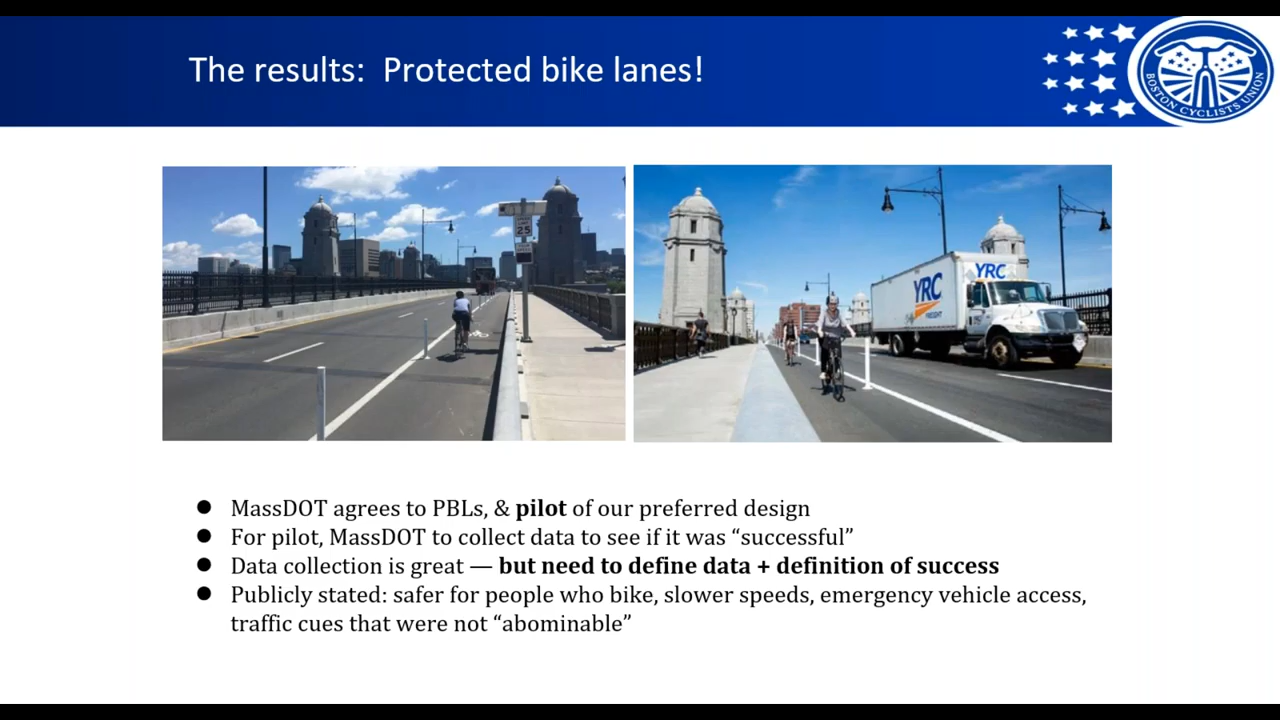 The results: Protected bike lanes!
BOSTON CYCLISTS UNION
25
YRC
FREIGHT
YRC
● MassDOT agrees to PBLs, & pilot of our preferred design
● For pilot, MassDOT to collect data to see if it was “successful”
● Data collection is great — but need to define data + definition of success
● Publicly stated: safer for people who bike, slower speeds, emergency vehicle access,
traffic cues that were not “abominable”